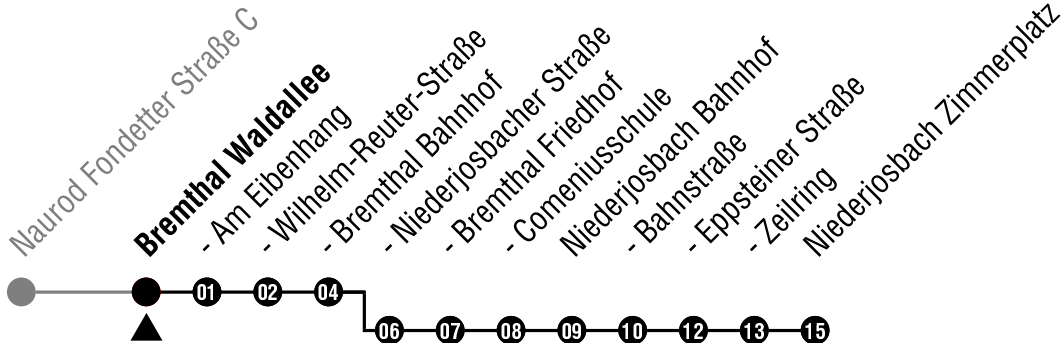 Naurod Fondetter Straße C
Bremthal Waldallee
- Am Eibenhang
- Wilhelm-Reuter-Straße
- Bremthal Bahnhof
- Niederjosbacher Straße
- Bremthal Friedhof
- Comeniusschule
Niederjosbach Bahnhof
- Bahnstraße
- Eppsteiner Straße
- Zeilring
Niederjosbach Zimmerplatz
01 02 04
06 07 08 09 10 12 13 15